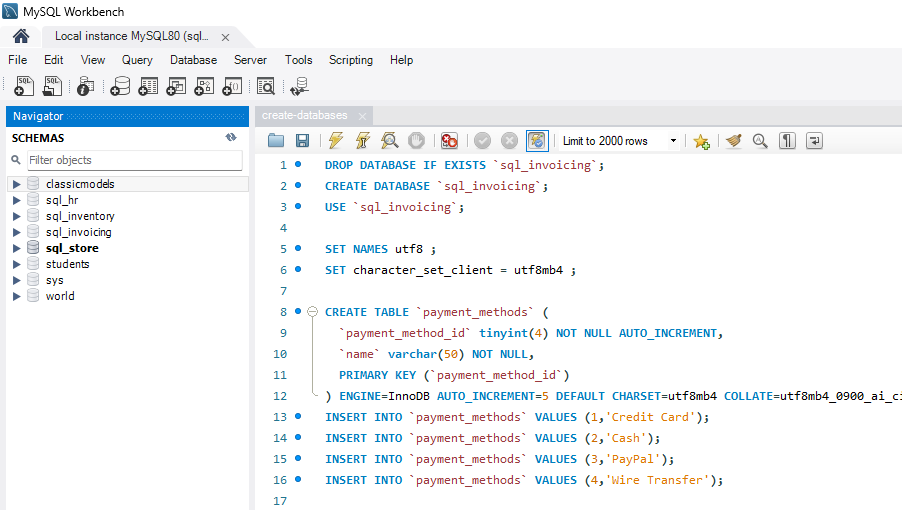 MySQL Workbench
Local instance MySQL80 (sql... ×
File Edit View Query Database Server Tools Scripting Help
Navigator
create-databases ×
SCHEMAS
Filter objects
Limit to 2000 rows
classicmodels
sql_hr
sql_inventory
sql_invoicing
sql_store
students
sys
world
1 DROP DATABASE IF EXISTS `sql_invoicing`;
2 CREATE DATABASE `sql_invoicing`;
3 USE `sql_invoicing`;
4
5 SET NAMES utf8 ;
6 SET character_set_client = utf8mb4 ;
7
8 CREATE TABLE `payment_methods` (
9 `payment_method_id` tinyint(4) NOT NULL AUTO_INCREMENT,
10 `name` varchar(50) NOT NULL,
11 PRIMARY KEY (`payment_method_id`)
12 ) ENGINE=InnoDB AUTO_INCREMENT=5 DEFAULT CHARSET=utf8mb4 COLLATE=utf8mb4_0900_ai_ci
13 INSERT INTO `payment_methods` VALUES (1,'Credit Card');
14 INSERT INTO `payment_methods` VALUES (2,'Cash');
15 INSERT INTO `payment_methods` VALUES (3,'PayPal');
16 INSERT INTO `payment_methods` VALUES (4,'Wire Transfer');
17